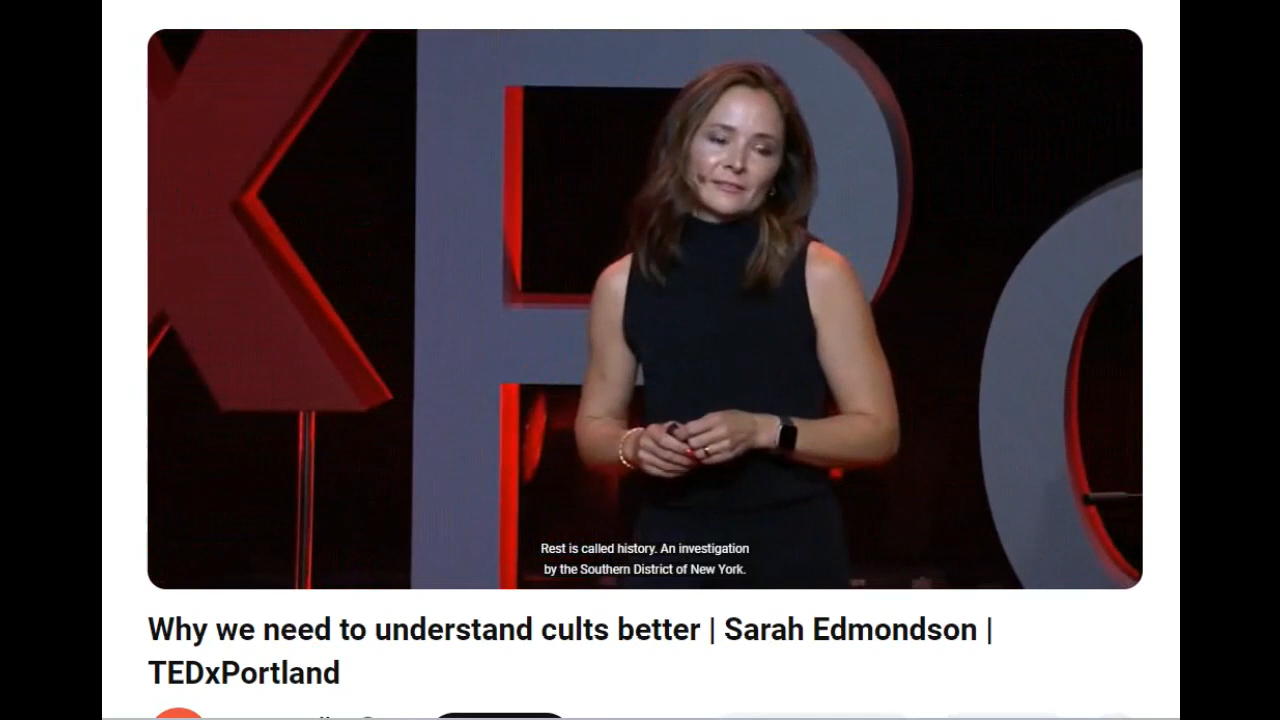 xPo
Rest is called history. An investigation
by the Southern District of New York.
Why we need to understand cults better | Sarah Edmondson |
TEDxPortland